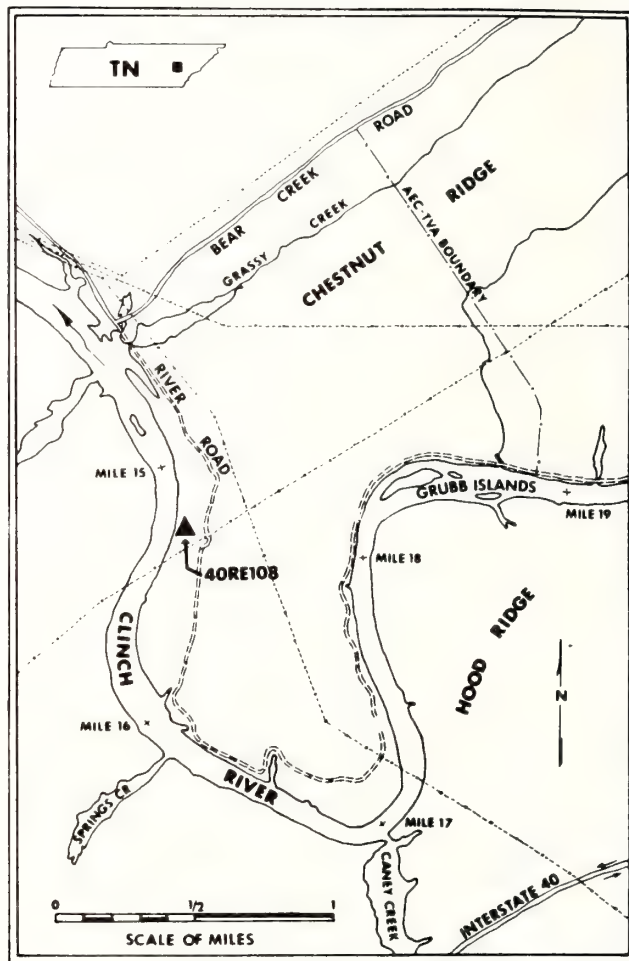 TN
BEAR CREEK ROAD
GRASSY CREEK
CHESTNUT RIDGE
AEC-TVA BOUNDARY
RIVER ROAD
MILE 15
GRUBB ISLANDS
MILE 19
40RE108
MILE 18
CLINCH RIVER
HOOD RIDGE
N
MILE 16
SPRINGS CR
MILE 17
CANEY CREEK
INTERSTATE 40
0 1/2 1
SCALE OF MILES